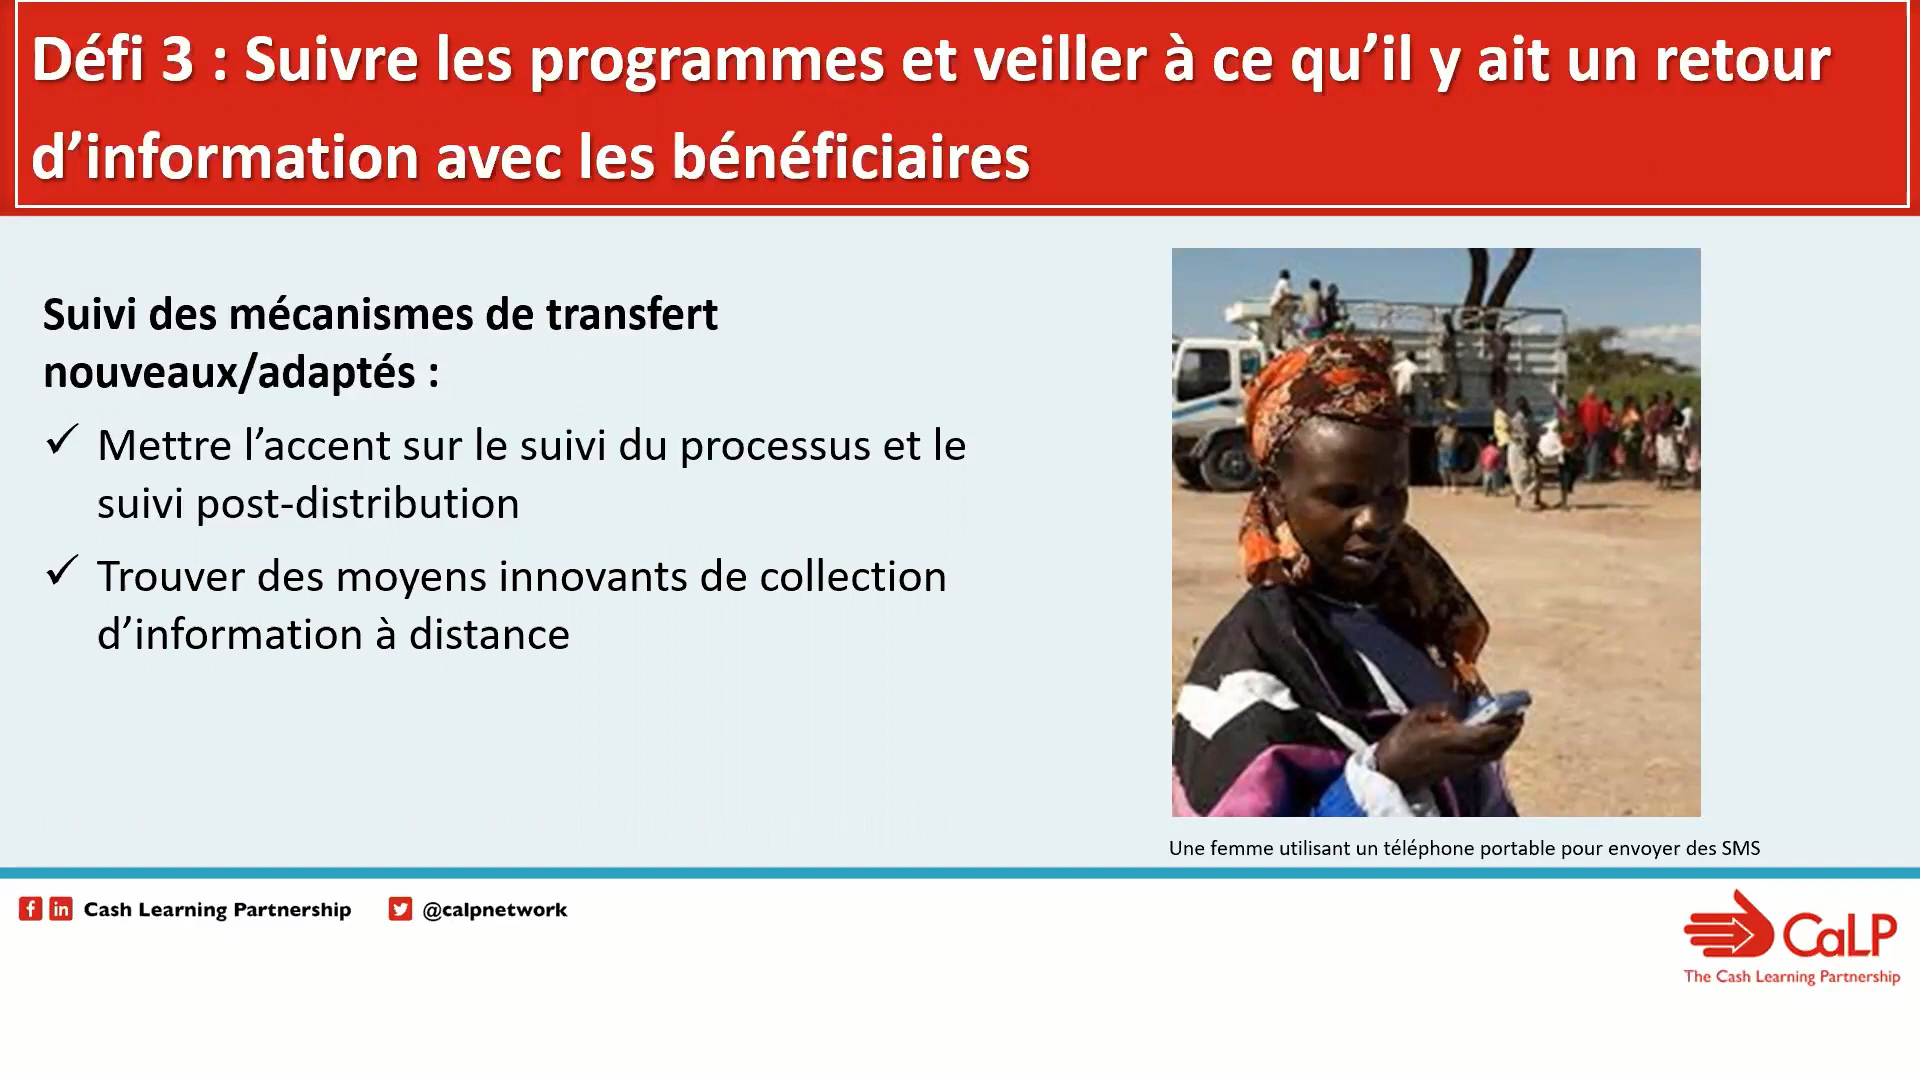 Défi 3 : Suivre les programmes et veiller à ce qu’il y ait un retour
d’information avec les bénéficiaires
Suivi des mécanismes de transfert
nouveaux/adaptés :
✓ Mettre l’accent sur le suivi du processus et le
suivi post-distribution
✓ Trouver des moyens innovants de collection
d’information à distance
Une femme utilisant un téléphone portable pour envoyer des SMS
f in Cash Learning Partnership @calpnetwork
CaLP
The Cash Learning Partnership